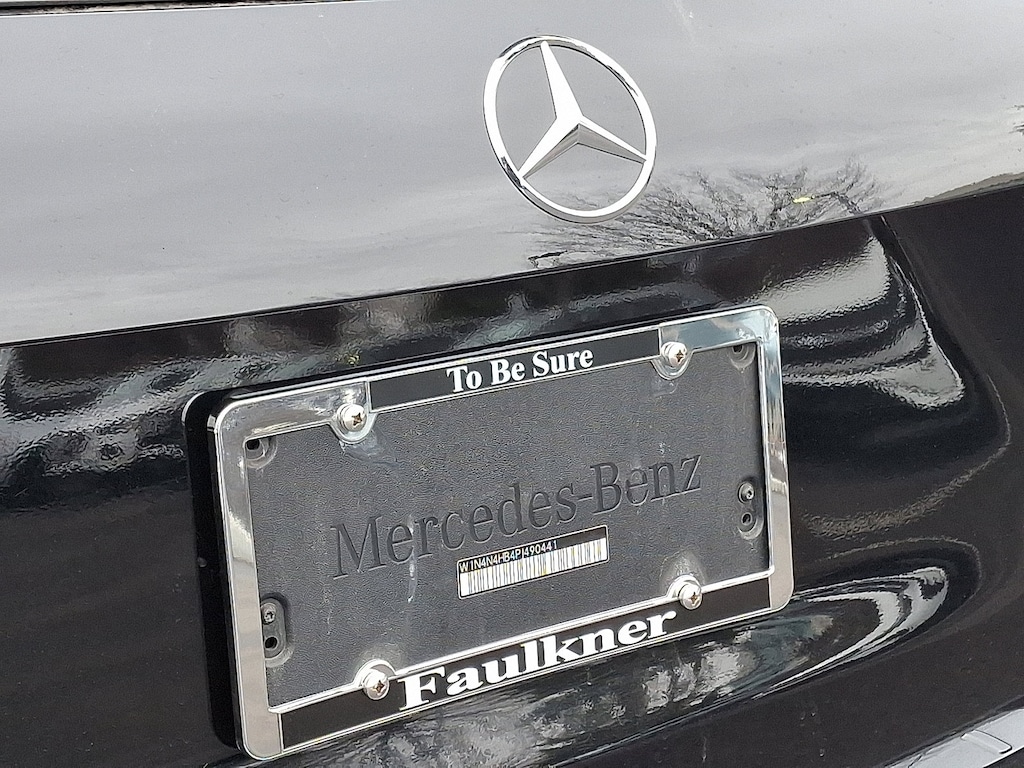 To Be Sure
Mercedes-Benz
W1N4N4HB4PJ490441
Faulkner